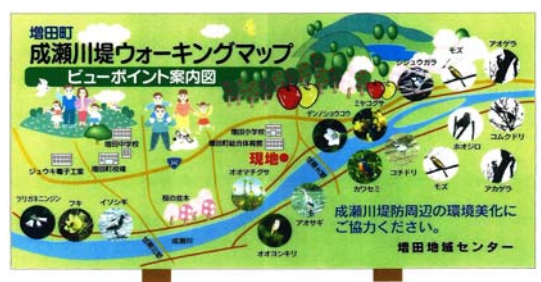 増田町
成瀬川堤ウォーキングマップ
ビューポイント案内図
アオゲラ
モズ
シジュウガラ
ミヤコグサ
ゲンノショウコウ
コムクドリ
ホオジロ
増田小学校
増田町総合体育館
増田中学校
現地
ジュウキ電子工業
増田町役場
コチドリ
カワセミ
モズ
アカゲラ
オオマチグサ
ツリガネニンジン
フキ
イソシギ
桜の並木
アオサギ
成瀬川
オオヨシキリ
成瀬川堤防周辺の環境美化に
ご協力ください。
増田地域センター